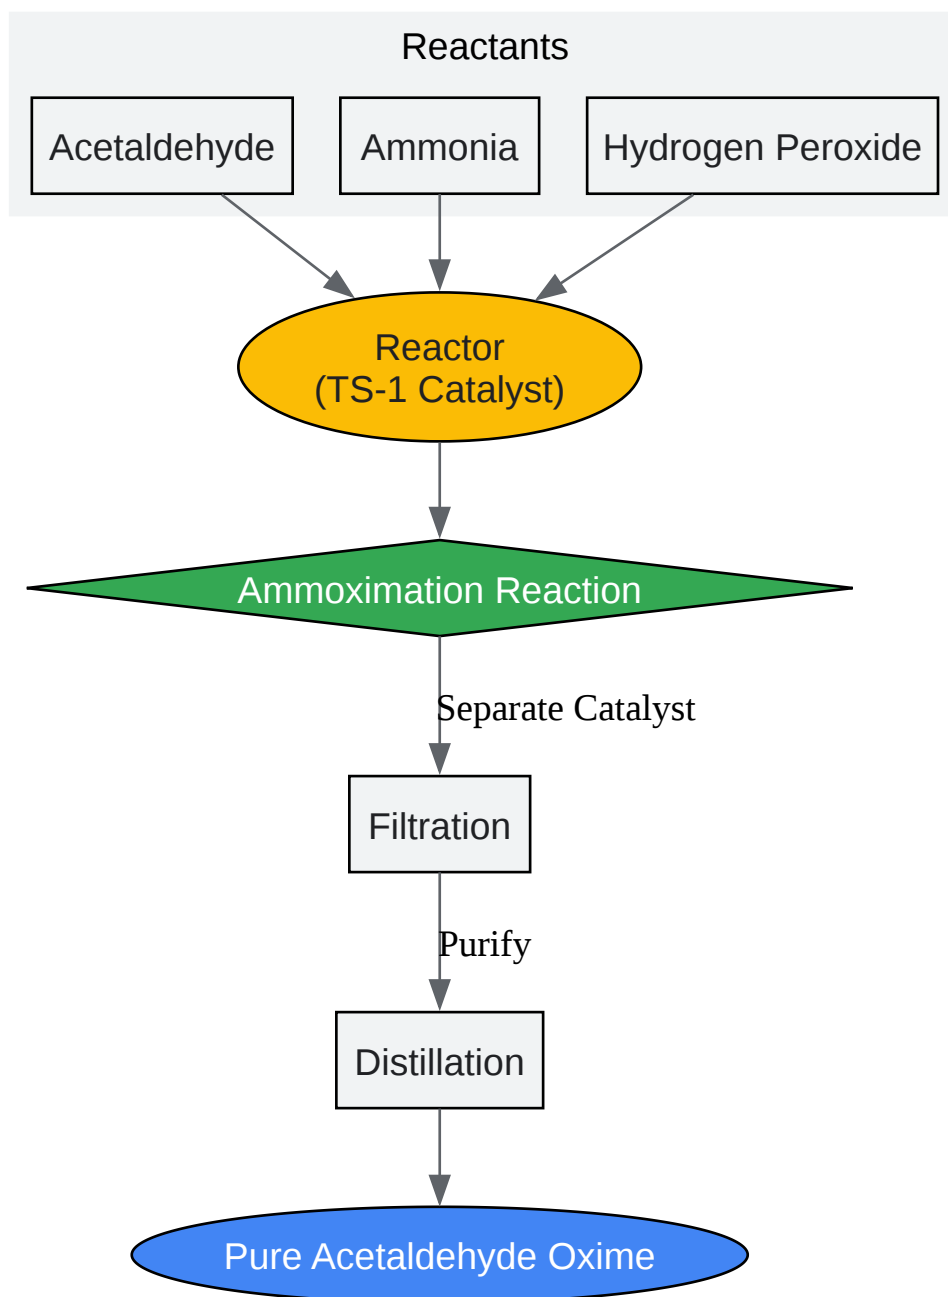 Reactants
Acetaldehyde
Ammonia
Hydrogen Peroxide
Reactor
(TS-1 Catalyst)
Ammoximation Reaction
Separate Catalyst
Filtration
Purify
Distillation
Pure Acetaldehyde Oxime